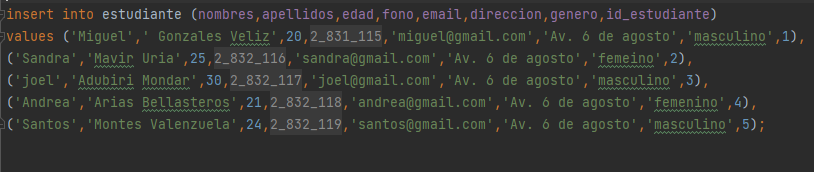 insert into estudiante (nombres,apellidos,edad,fono,email,direccion,genero,id_estudiante)
values ('Miguel',' Gonzales Veliz',20,2_831_115,'miguel@gmail.com','Av. 6 de agosto','masculino',1),
('Sandra','Mavir Uria',25,2_832_116,'sandra@gmail.com','Av. 6 de agosto','femeino',2),
('joel','Adubiri Mondar',30,2_832_117,'joel@gmail.com','Av. 6 de agosto','masculino',3),
('Andrea','Arias Bellasteros',21,2_832_118,'andrea@gmail.com','Av. 6 de agosto','femenino',4),
('Santos','Montes Valenzuela',24,2_832_119,'santos@gmail.com','Av. 6 de agosto','masculino',5);